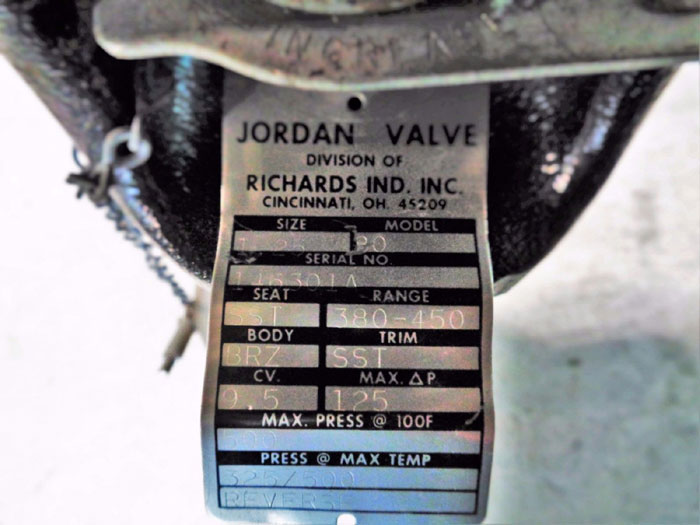 JORDAN VALVE
DIVISION OF
RICHARDS IND. INC.
CINCINNATI, OH. 45209
SIZE MODEL
SERIAL NO.
SEAT RANGE
SST 380-450
BODY TRIM
BRZ SST
CV. MAX. Δ P.
9.5 125
MAX. PRESS @ 100F
PRESS @ MAX TEMP
325/500
REVERSE